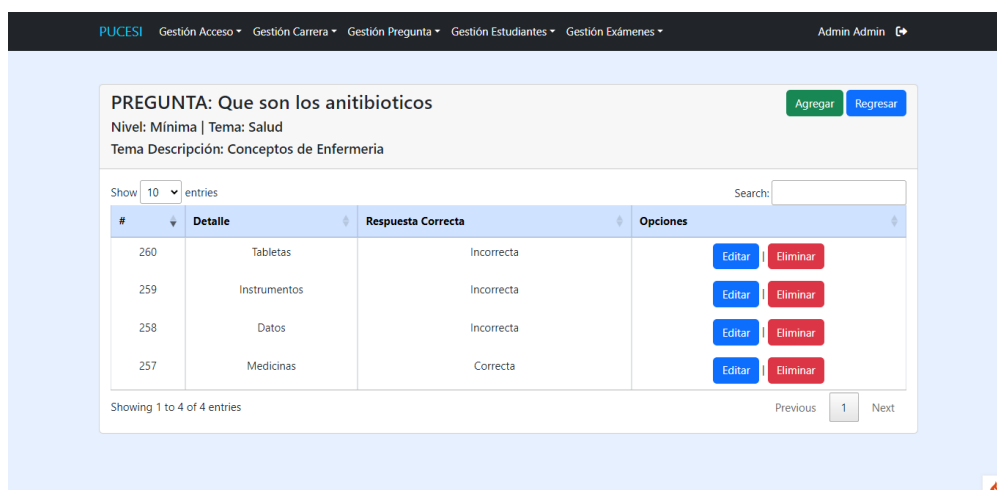 PUCESI Gestión Acceso Gestión Carrera Gestión Pregunta Gestión Estudiantes Gestión Exámenes Admin Admin
PREGUNTA: Que son los anitibioticos Agregar Regresar
Nivel: Mínima | Tema: Salud
Tema Descripción: Conceptos de Enfermeria
Show 10 entries Search:
# Detalle Respuesta Correcta Opciones
260 Tabletas Incorrecta Editar | Eliminar
259 Instrumentos Incorrecta Editar | Eliminar
258 Datos Incorrecta Editar | Eliminar
257 Medicinas Correcta Editar | Eliminar
Showing 1 to 4 of 4 entries Previous 1 Next